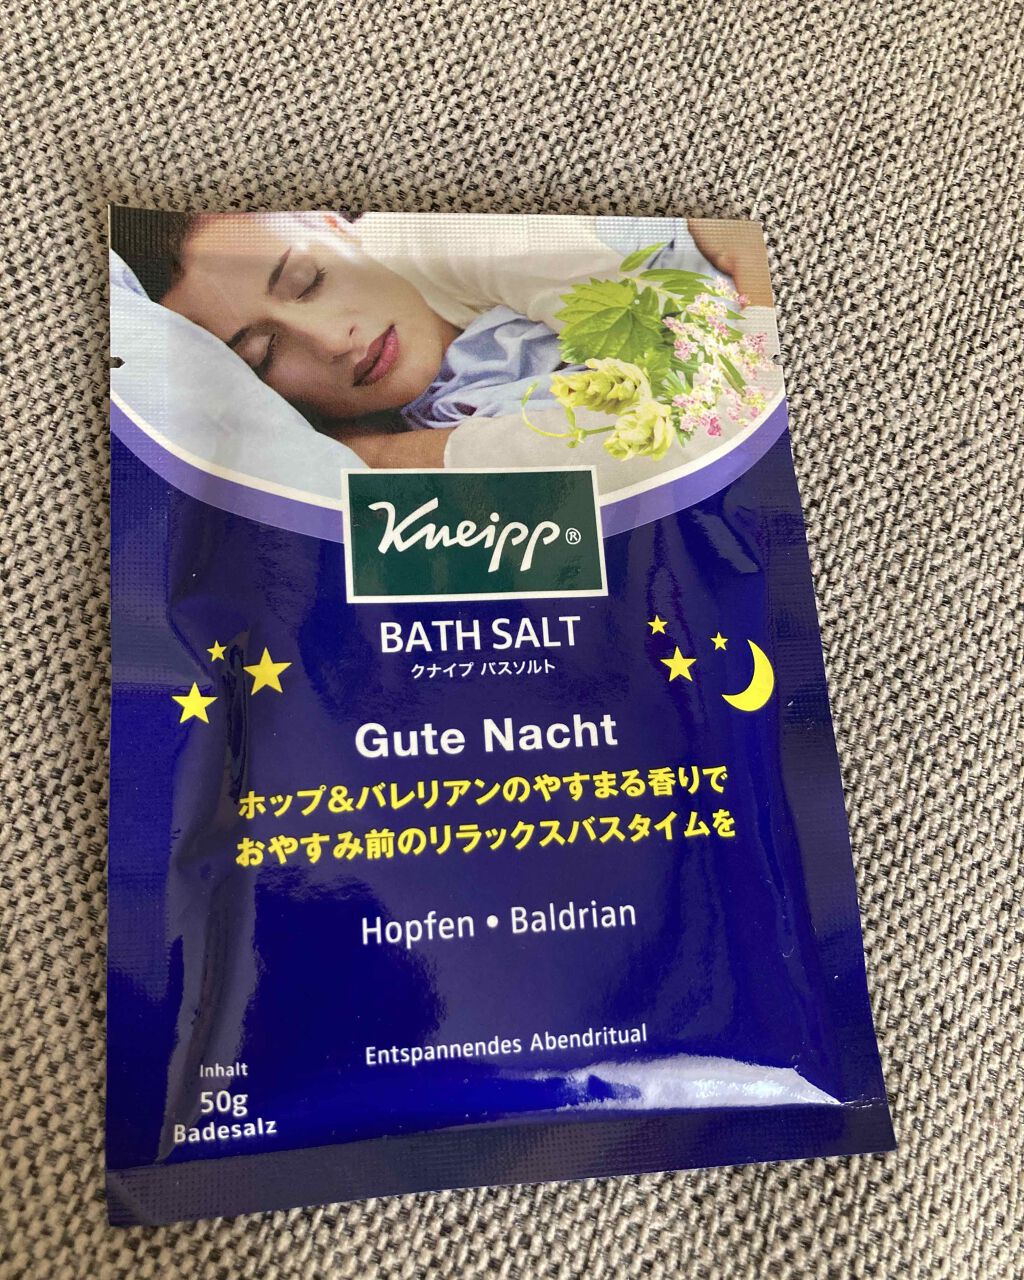 Kneipp®
BATH SALT
クナイプ バスソルト
Gute Nacht
ホップ&バレリアンのやすまる香りで
おやすみ前のリラックスバスタイムを
Hopfen • Baldrian
Entspannendes Abendritual
Inhalt
50g
Badesalz